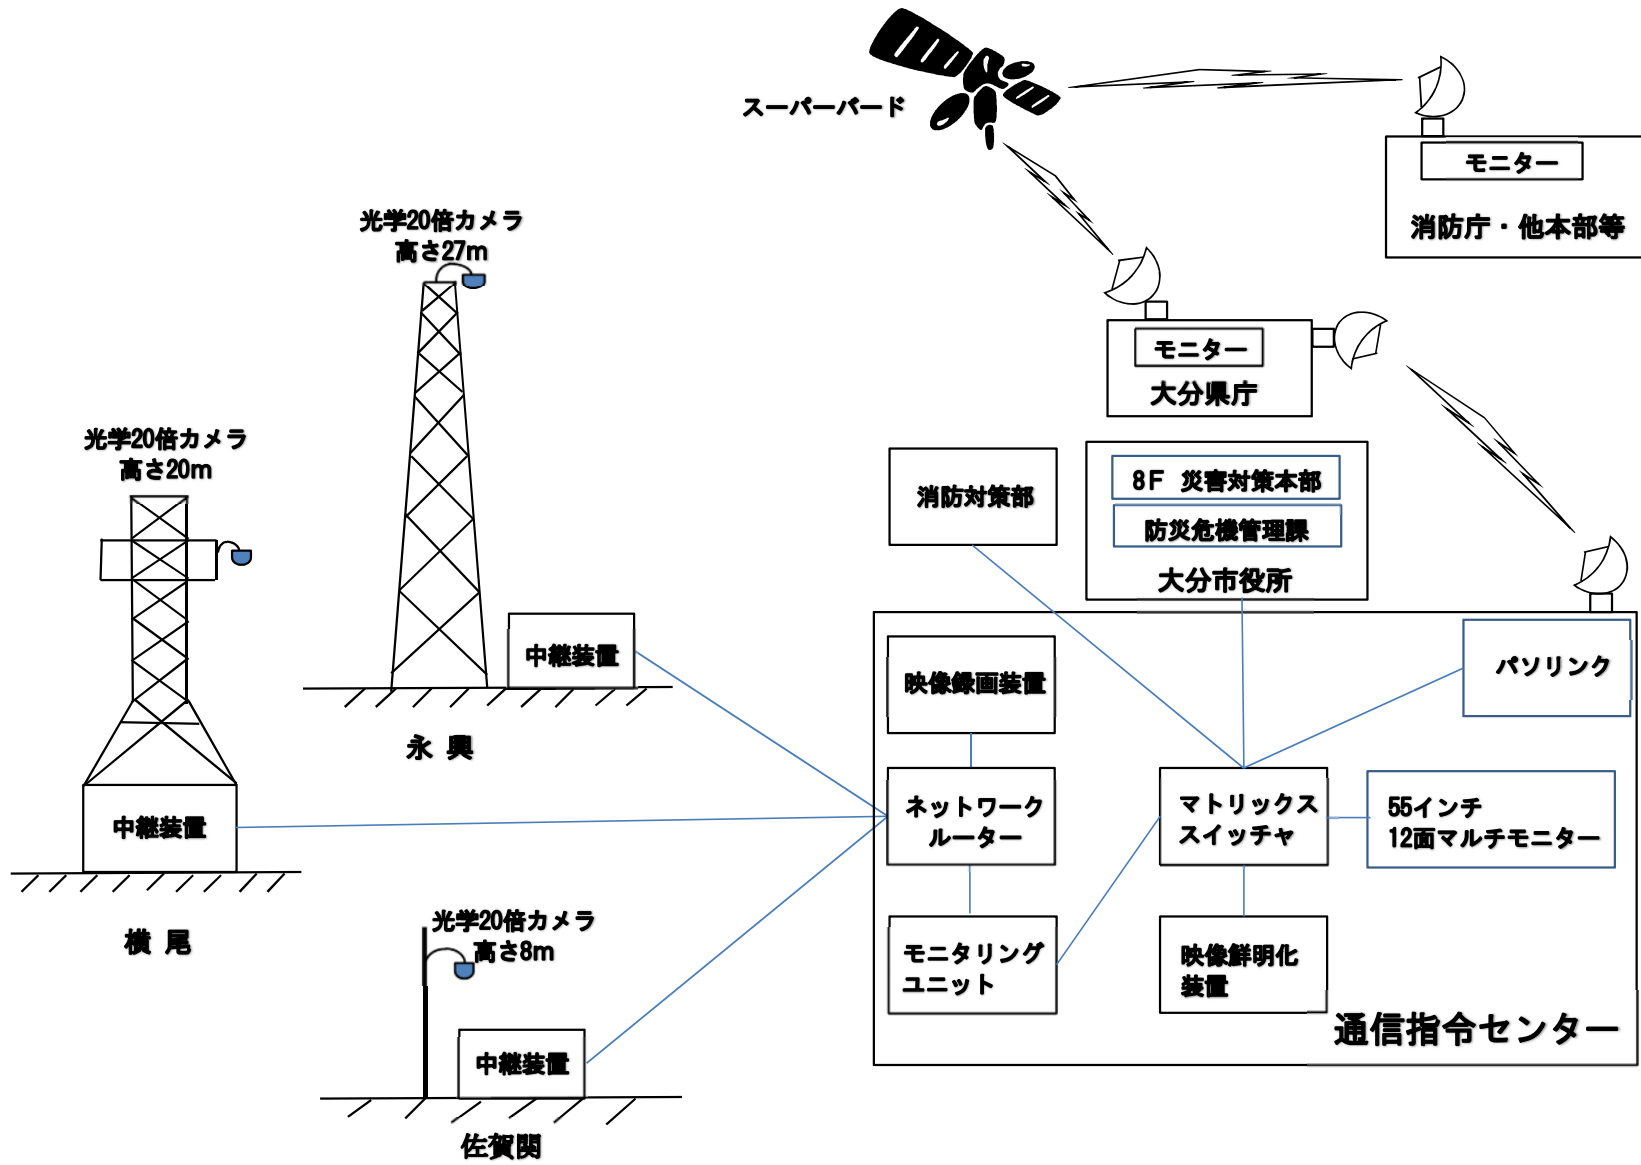 スーパーバード
モニター
消防庁・他本部等
光学20倍カメラ
高さ27m
モニター
大分県庁
光学20倍カメラ
高さ20m
消防対策部
8F 災害対策本部
防災危機管理課
大分市役所
中継装置
永 興
映像録画装置
パソリンク
中継装置
横 尾
ネットワーク
ルーター
マトリックス
スイッチャ
55インチ
12面マルチモニター
光学20倍カメラ
高さ8m
モニタリング
ユニット
映像鮮明化
装置
通信指令センター
中継装置
佐賀関